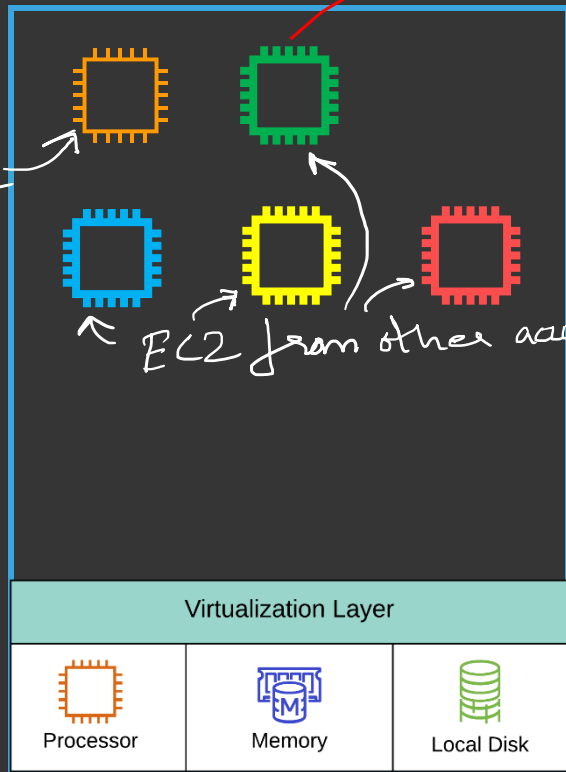 EC2 from other
Virtualization Layer
M
Processor
Memory
Local Disk